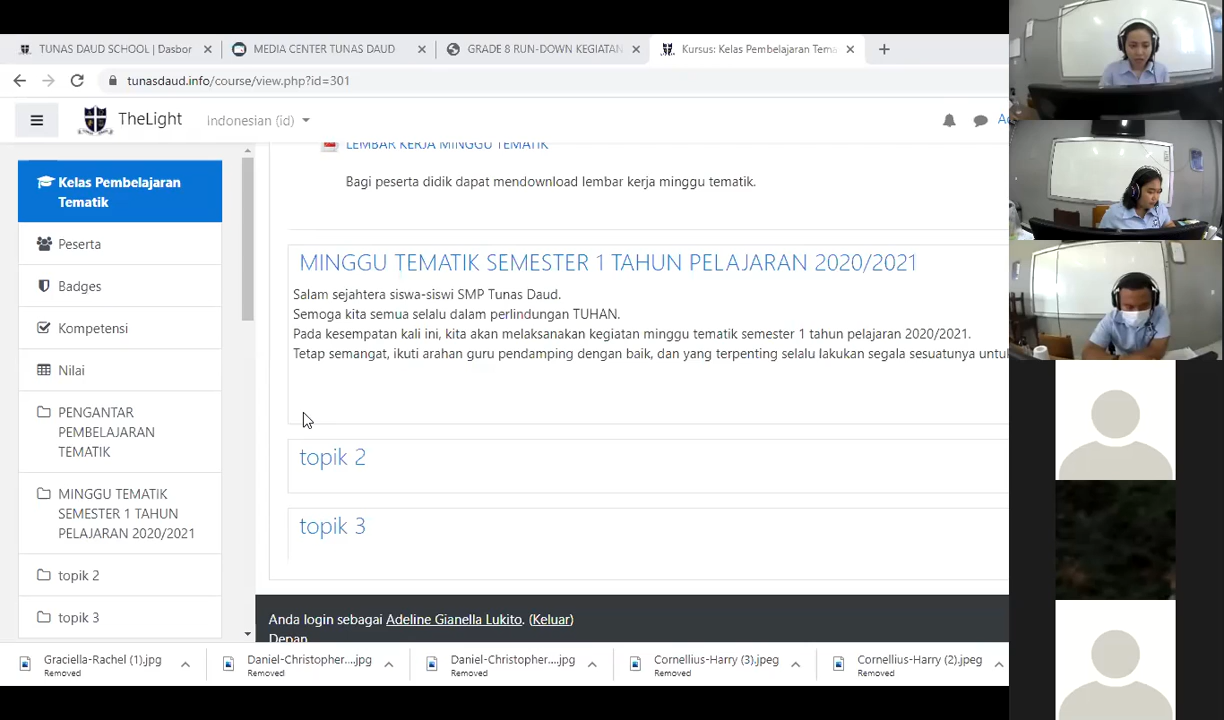 TUNAS DAUD SCHOOL | Dasbor
MEDIA CENTER TUNAS DAUD
GRADE 8 RUN-DOWN KEGIATAN
Kursus: Kelas Pembelajaran Tema
tunasdaud.info/course/view.php?id=301
TheLight
Indonesian (id)
LEMBAR KERJA MINGGU TEMATIK
Bagi peserta didik dapat mendownload lembar kerja minggu tematik.
Kelas Pembelajaran
Tematik
Peserta
Badges
Kompetensi
Nilai
PENGANTAR
PEMBELAJARAN
TEMATIK
MINGGU TEMATIK
SEMESTER 1 TAHUN
PELAJARAN 2020/2021
topik 2
topik 3
MINGGU TEMATIK SEMESTER 1 TAHUN PELAJARAN 2020/2021
Salam sejahtera siswa-siswi SMP Tunas Daud.
Semoga kita semua selalu dalam perlindungan TUHAN.
Pada kesempatan kali ini, kita akan melaksanakan kegiatan minggu tematik semester 1 tahun pelajaran 2020/2021.
Tetap semangat, ikuti arahan guru pendamping dengan baik, dan yang terpenting selalu lakukan segala sesuatunya untu
topik 2
topik 3
Anda login sebagai Adeline Gianella Lukito. (Keluar)
Depan
Graciella-Rachel (1).jpg
Removed
Daniel-Christopher....jpg
Removed
Daniel-Christopher....jpg
Removed
Cornellius-Harry (3).jpeg
Removed
Cornellius-Harry (2).jpeg
Removed